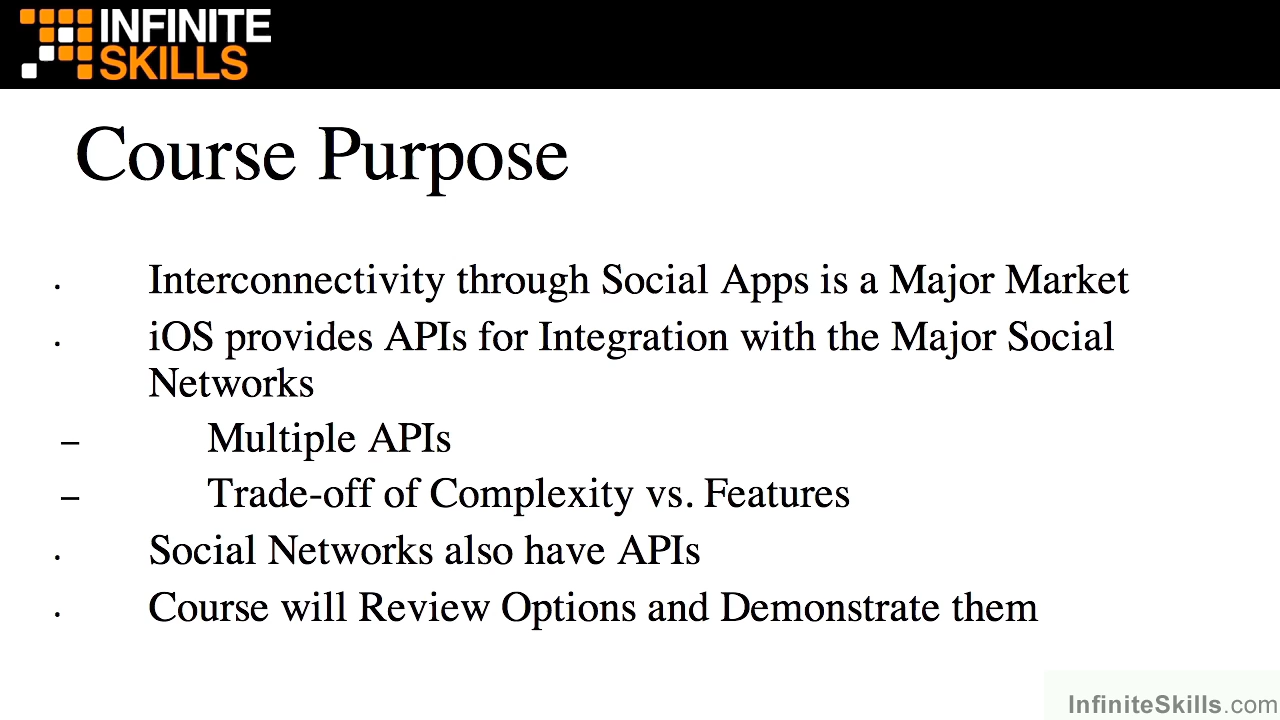 INFINITE
SKILLS
Course Purpose
· Interconnectivity through Social Apps is a Major Market
· iOS provides APIs for Integration with the Major Social
Networks
– Multiple APIs
– Trade-off of Complexity vs. Features
· Social Networks also have APIs
· Course will Review Options and Demonstrate them
InfiniteSkills.com